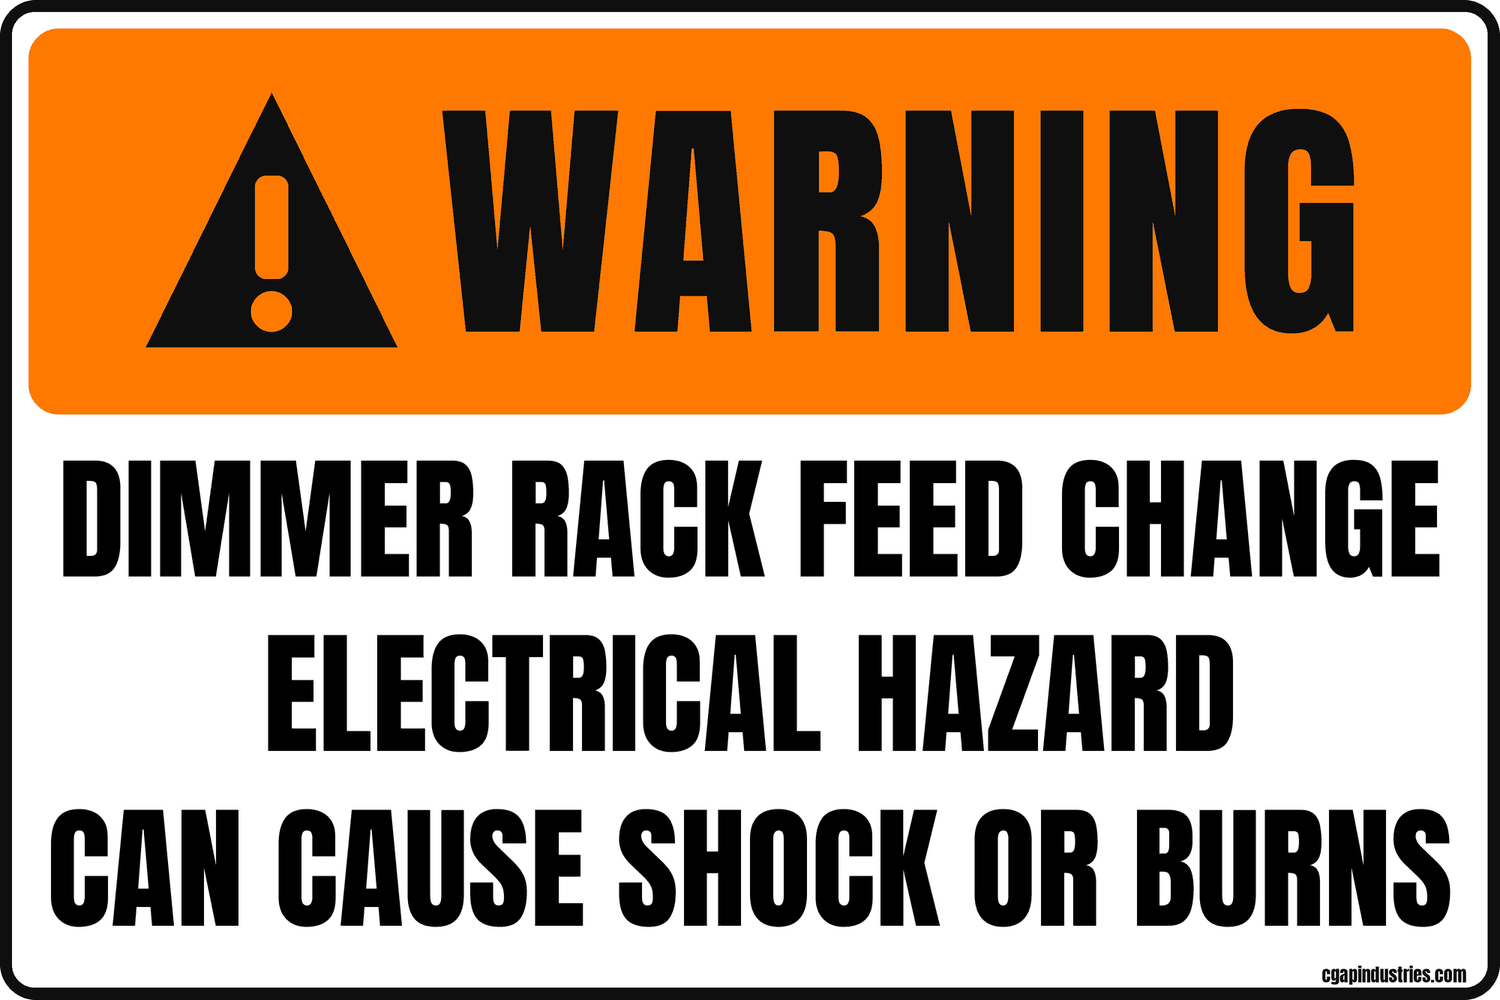 WARNING
DIMMER RACK FEED CHANGE
ELECTRICAL HAZARD
CAN CAUSE SHOCK OR BURNS
cgapindustries.com